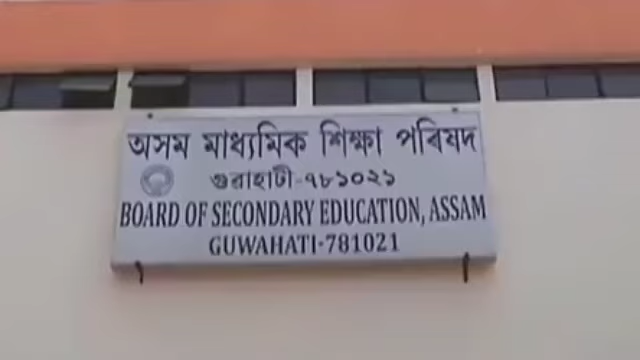 অসম মাধ্যমিক শিক্ষা পৰিষদ
গুৱাহাটী-৭৮১০২১
BOARD OF SECONDARY EDUCATION, ASSAM
GUWAHATI-781021